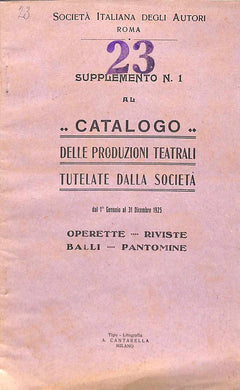 23
SOCIETÀ ITALIANA DEGLI AUTORI
ROMA
23
SUPPLEMENTO N. 1
AL
.. CATALOGO ..
DELLE PRODUZIONI TEATRALI
TUTELATE DALLA SOCIETÀ
dal 1° Gennaio al 31 Dicembre 1925
OPERETTE — RIVISTE
BALLI — PANTOMINE
Tipo - Litografia
A. CANTARELLA
MILANO